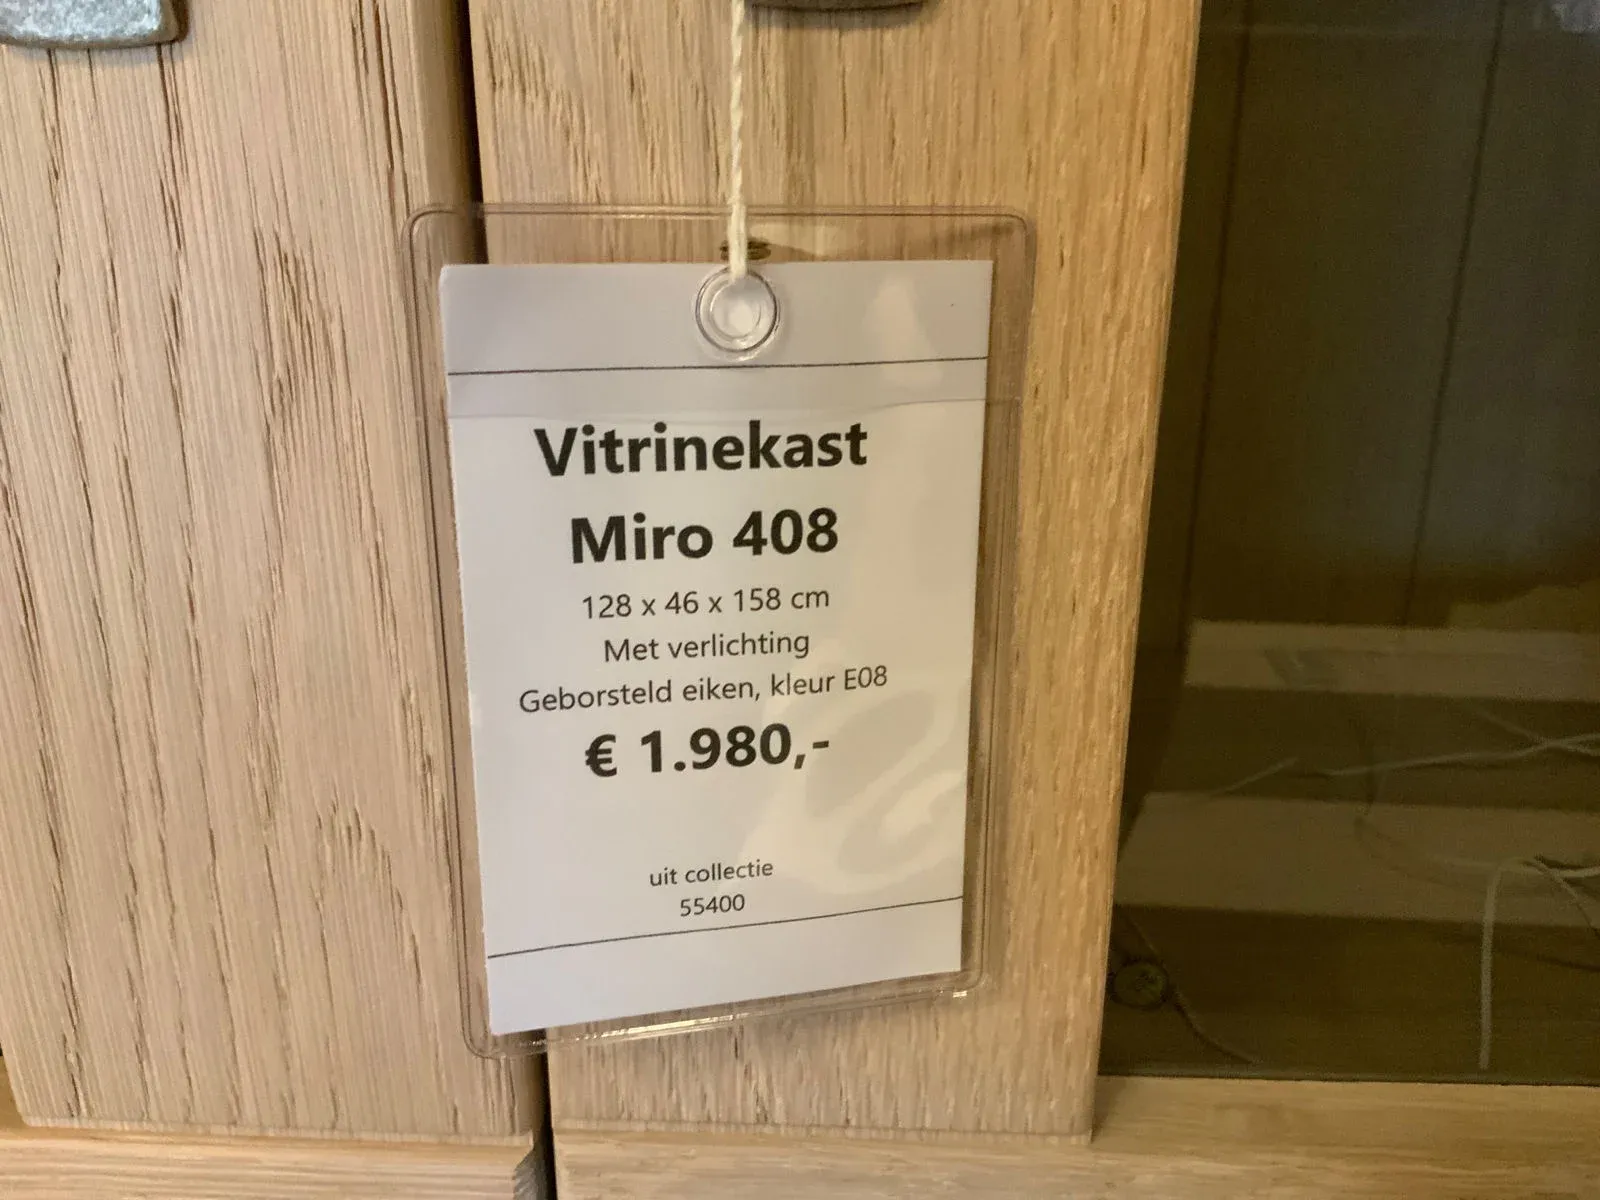 Vitrinekast
Miro 408
128 x 46 x 158 cm
Met verlichting
Geborsteld eiken, kleur E08
€ 1.980,-
uit collectie
55400